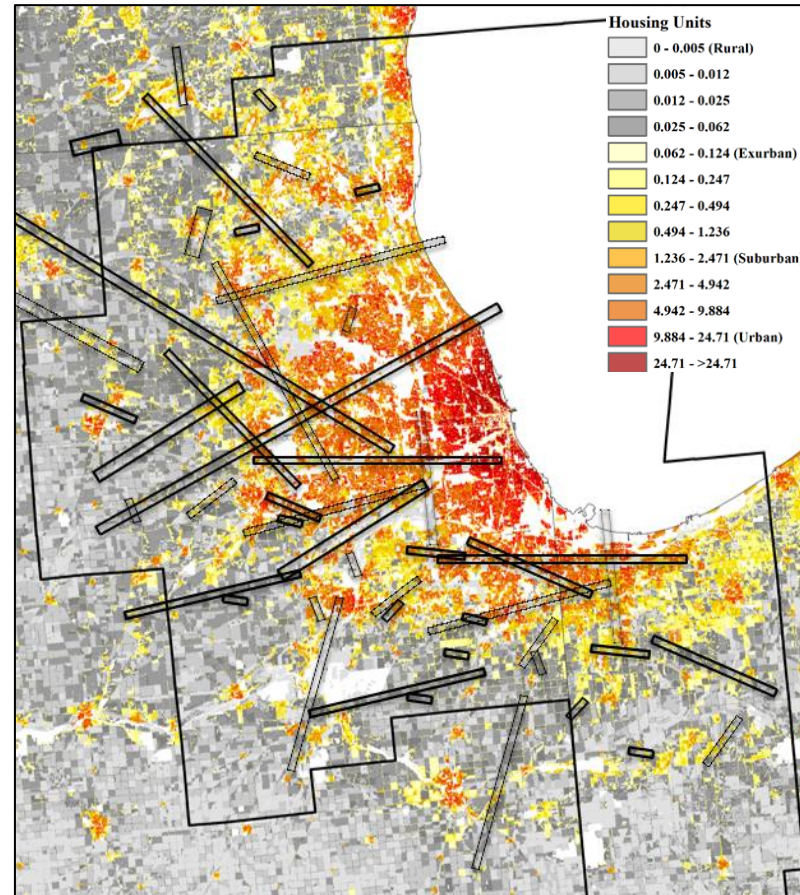 Housing Units
0 - 0.005 (Rural)
0.005 - 0.012
0.012 - 0.025
0.025 - 0.062
0.062 - 0.124 (Exurban)
0.124 - 0.247
0.247 - 0.494
0.494 - 1.236
1.236 - 2.471 (Suburban)
2.471 - 4.942
4.942 - 9.884
9.884 - 24.71 (Urban)
24.71 - >24.71